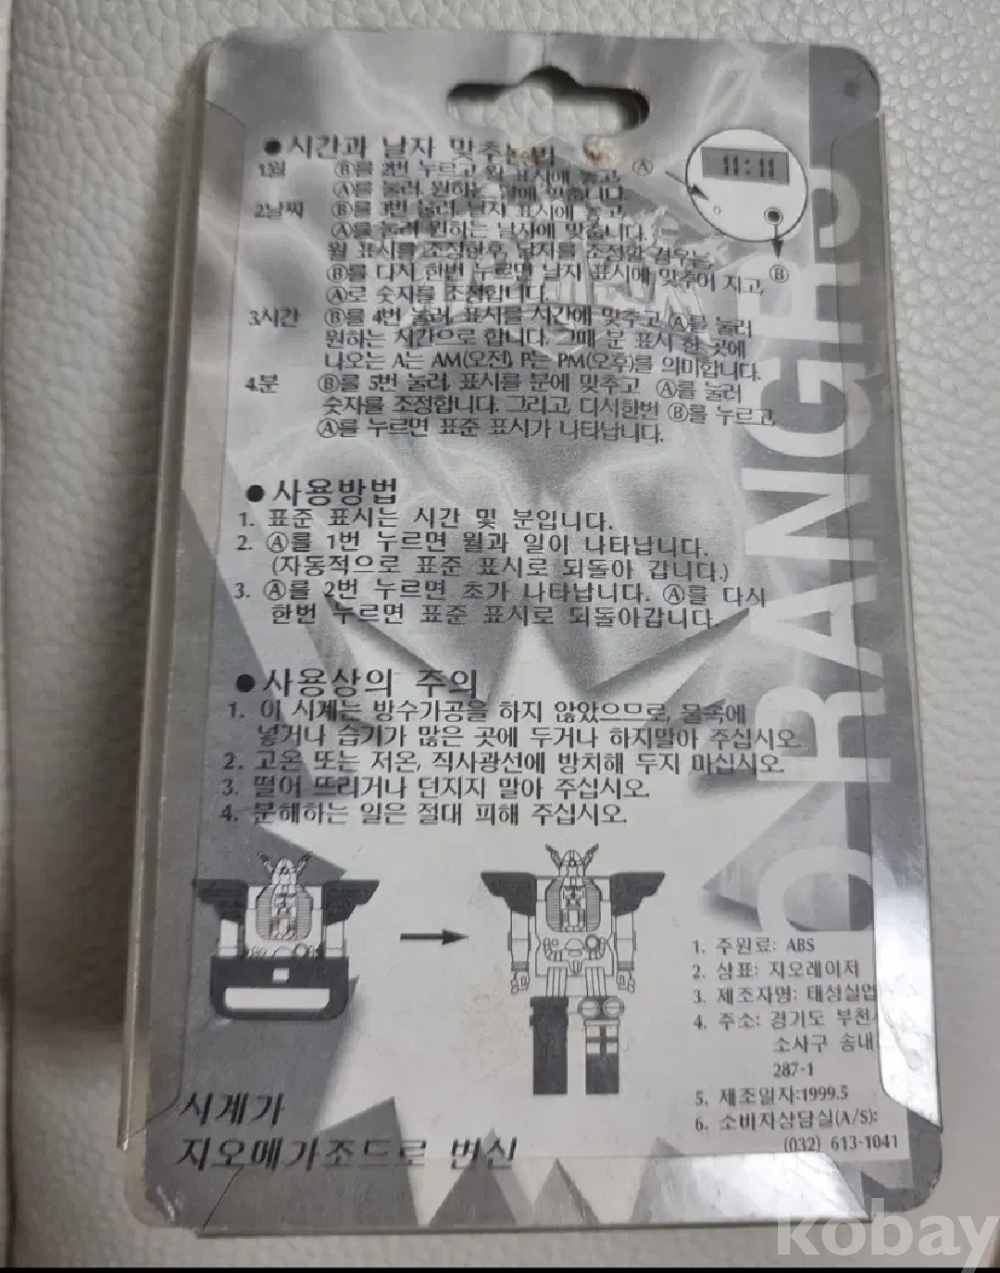 ● 시간과 날자 맞추는 법
1.월 Ⓑ를 2번 누르고 월 표시에 놓고,
Ⓐ를 눌러, 원하는 달에 맞춥니다.
2.날짜 Ⓑ를 3번 눌러, 날자 표시에 놓고,
Ⓐ를 눌러 원하는 날자에 맞춥니다.
월 표시를 조정한후, 날자를 조정할 경우는,
Ⓑ를 다시 한번 누르면 날자 표시에 맞추어 지고,
Ⓐ로 숫자를 조정합니다.
3.시간 Ⓑ를 4번 눌러, 표시를 시간에 맞추고 Ⓐ를 눌러
원하는 시간으로 합니다. 그때 분 표시 한 곳에
나오는 A는 AM(오전), P는 PM(오후)를 의미합니다.
4.분 Ⓑ를 5번 눌러, 표시를 분에 맞추고 Ⓐ를 눌러
숫자를 조정합니다. 그리고, 다시한번 Ⓑ를 누르고,
Ⓐ를 누르면 표준 표시가 나타납니다.
Ⓐ
11:11
Ⓑ
● 사용방법
1. 표준 표시는 시간 및 분입니다.
2. Ⓐ를 1번 누르면 월과 일이 나타납니다.
(자동적으로 표준 표시로 되돌아 갑니다.)
3. Ⓐ를 2번 누르면 초가 나타납니다. Ⓐ를 다시
한번 누르면 표준 표시로 되돌아갑니다.
● 사용상의 주의
1. 이 시계는 방수가공을 하지 않았으므로, 물속에
넣거나 습기가 많은 곳에 두거나 하지말아 주십시오.
2. 고온 또는 저온, 직사광선에 방치해 두지 마십시오.
3. 떨어 뜨리거나 던지지 말아 주십시오.
4. 분해하는 일은 절대 피해 주십시오.
RANGRS
1. 주원료: ABS
2. 상표: 지오레이저
3. 제조자명: 태성실업
4. 주소: 경기도 부천
소사구 송내
287-1
5. 제조일자:1999.5
6. 소비자상담실(A/S):
(032) 613-1041
시계가
지오메가조드로 변신
kobay